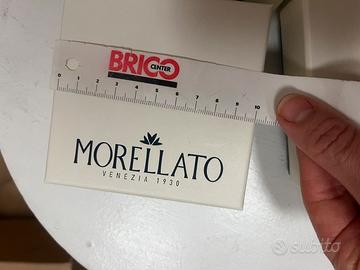 BRICO
CENTER
0 1 2 3 4 5 6 7 8 9 10
MORELLATO
VENEZIA 1930
subito